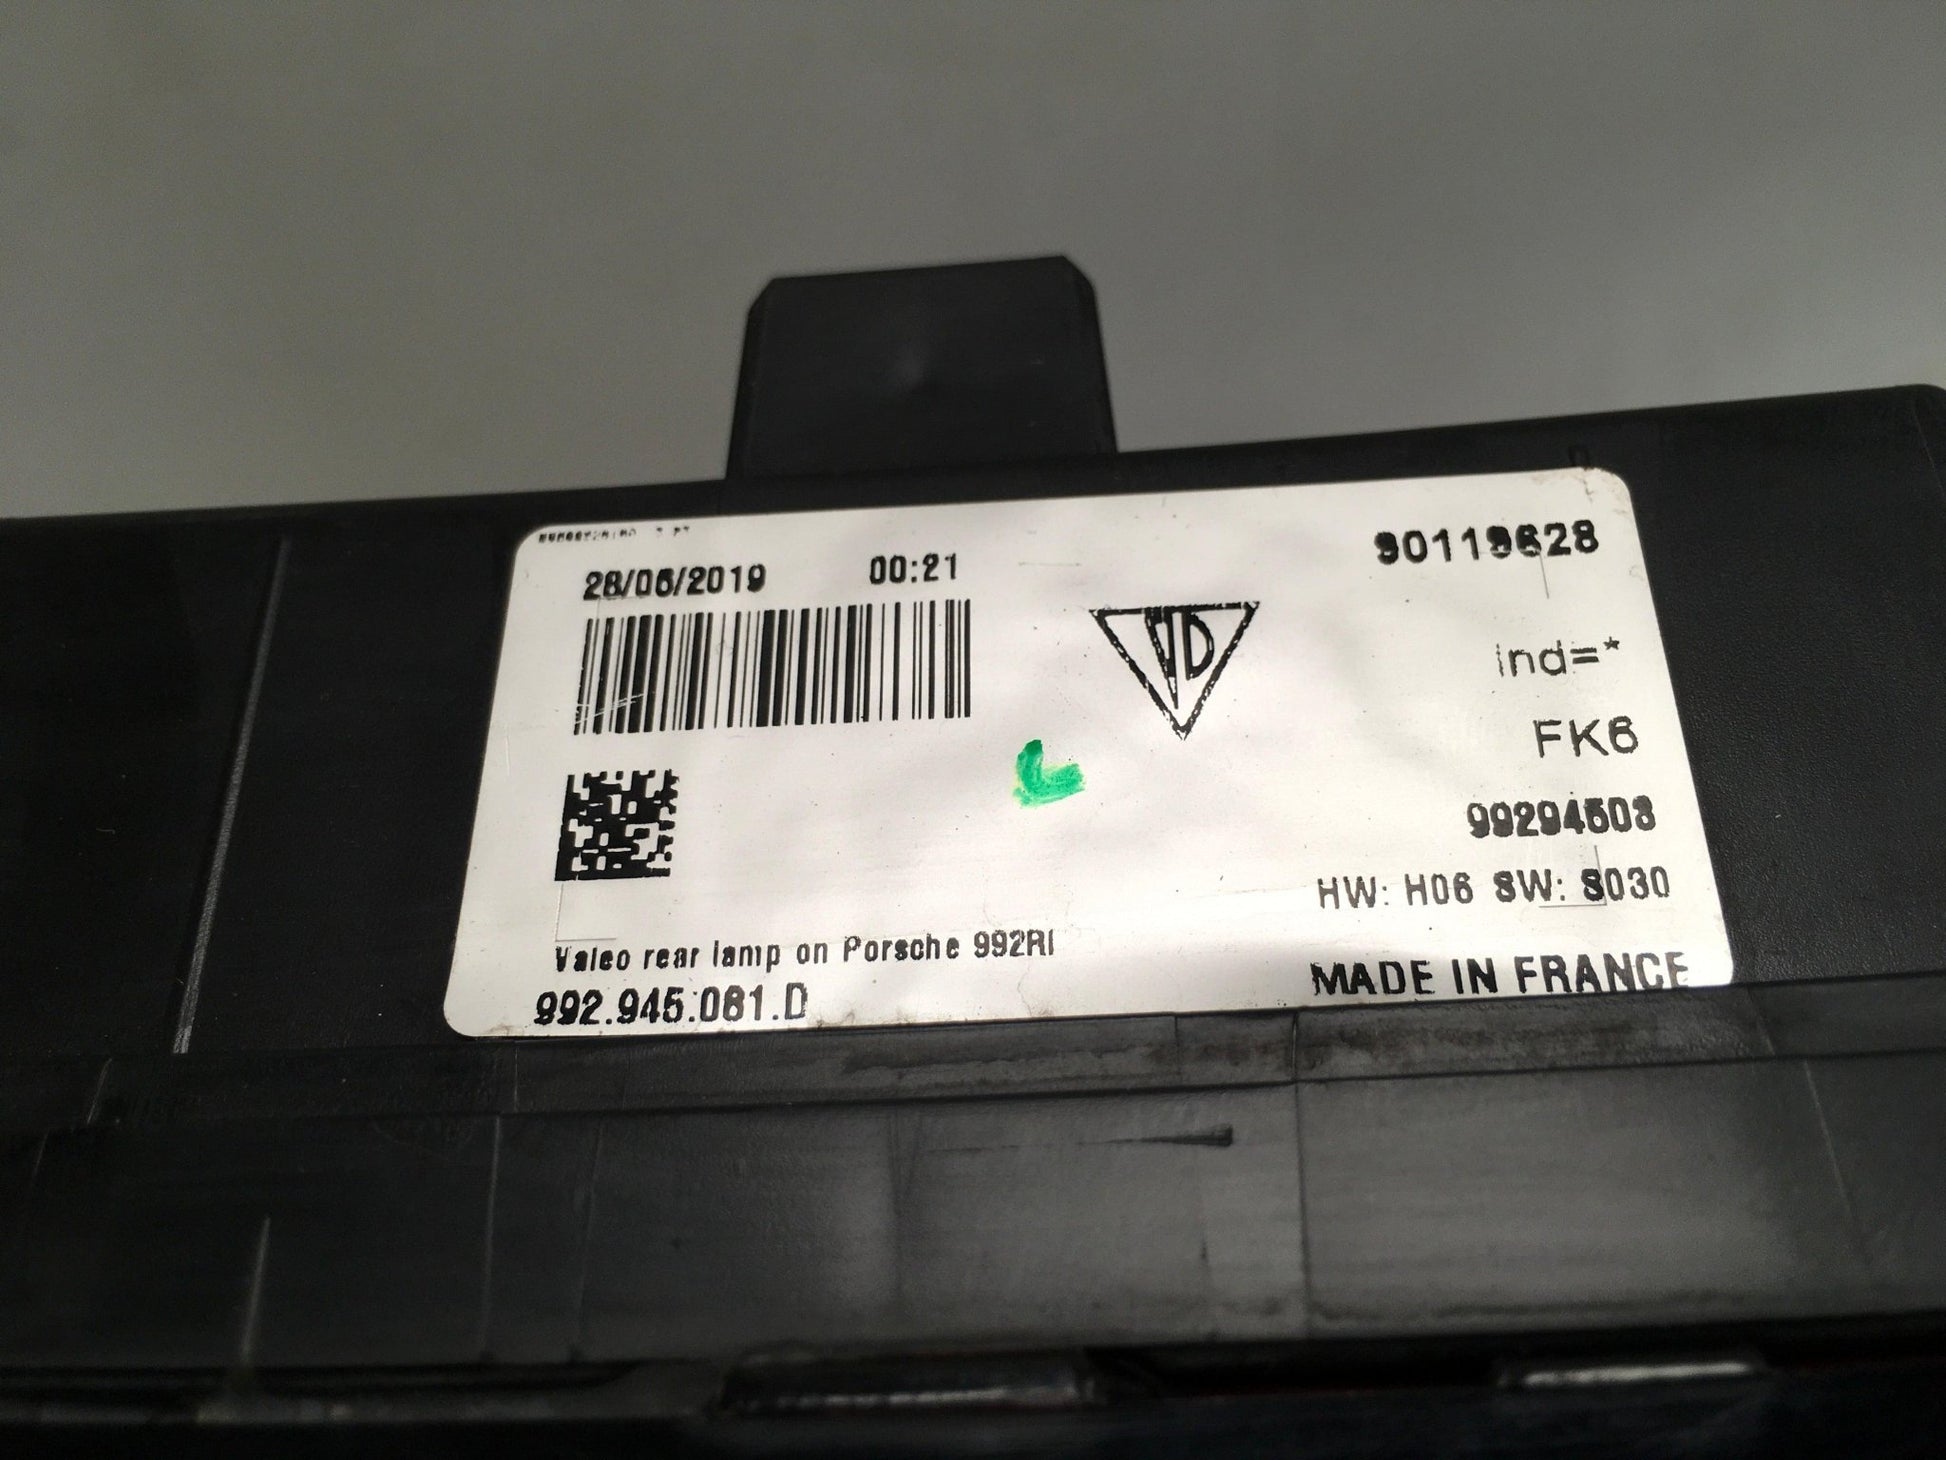 28/06/2019 00:21
90119628
ind=*
FK6
99294503
HW: H06 SW: S030
Valeo rear lamp on Porsche 992RI
992.945.081.D
MADE IN FRANCE